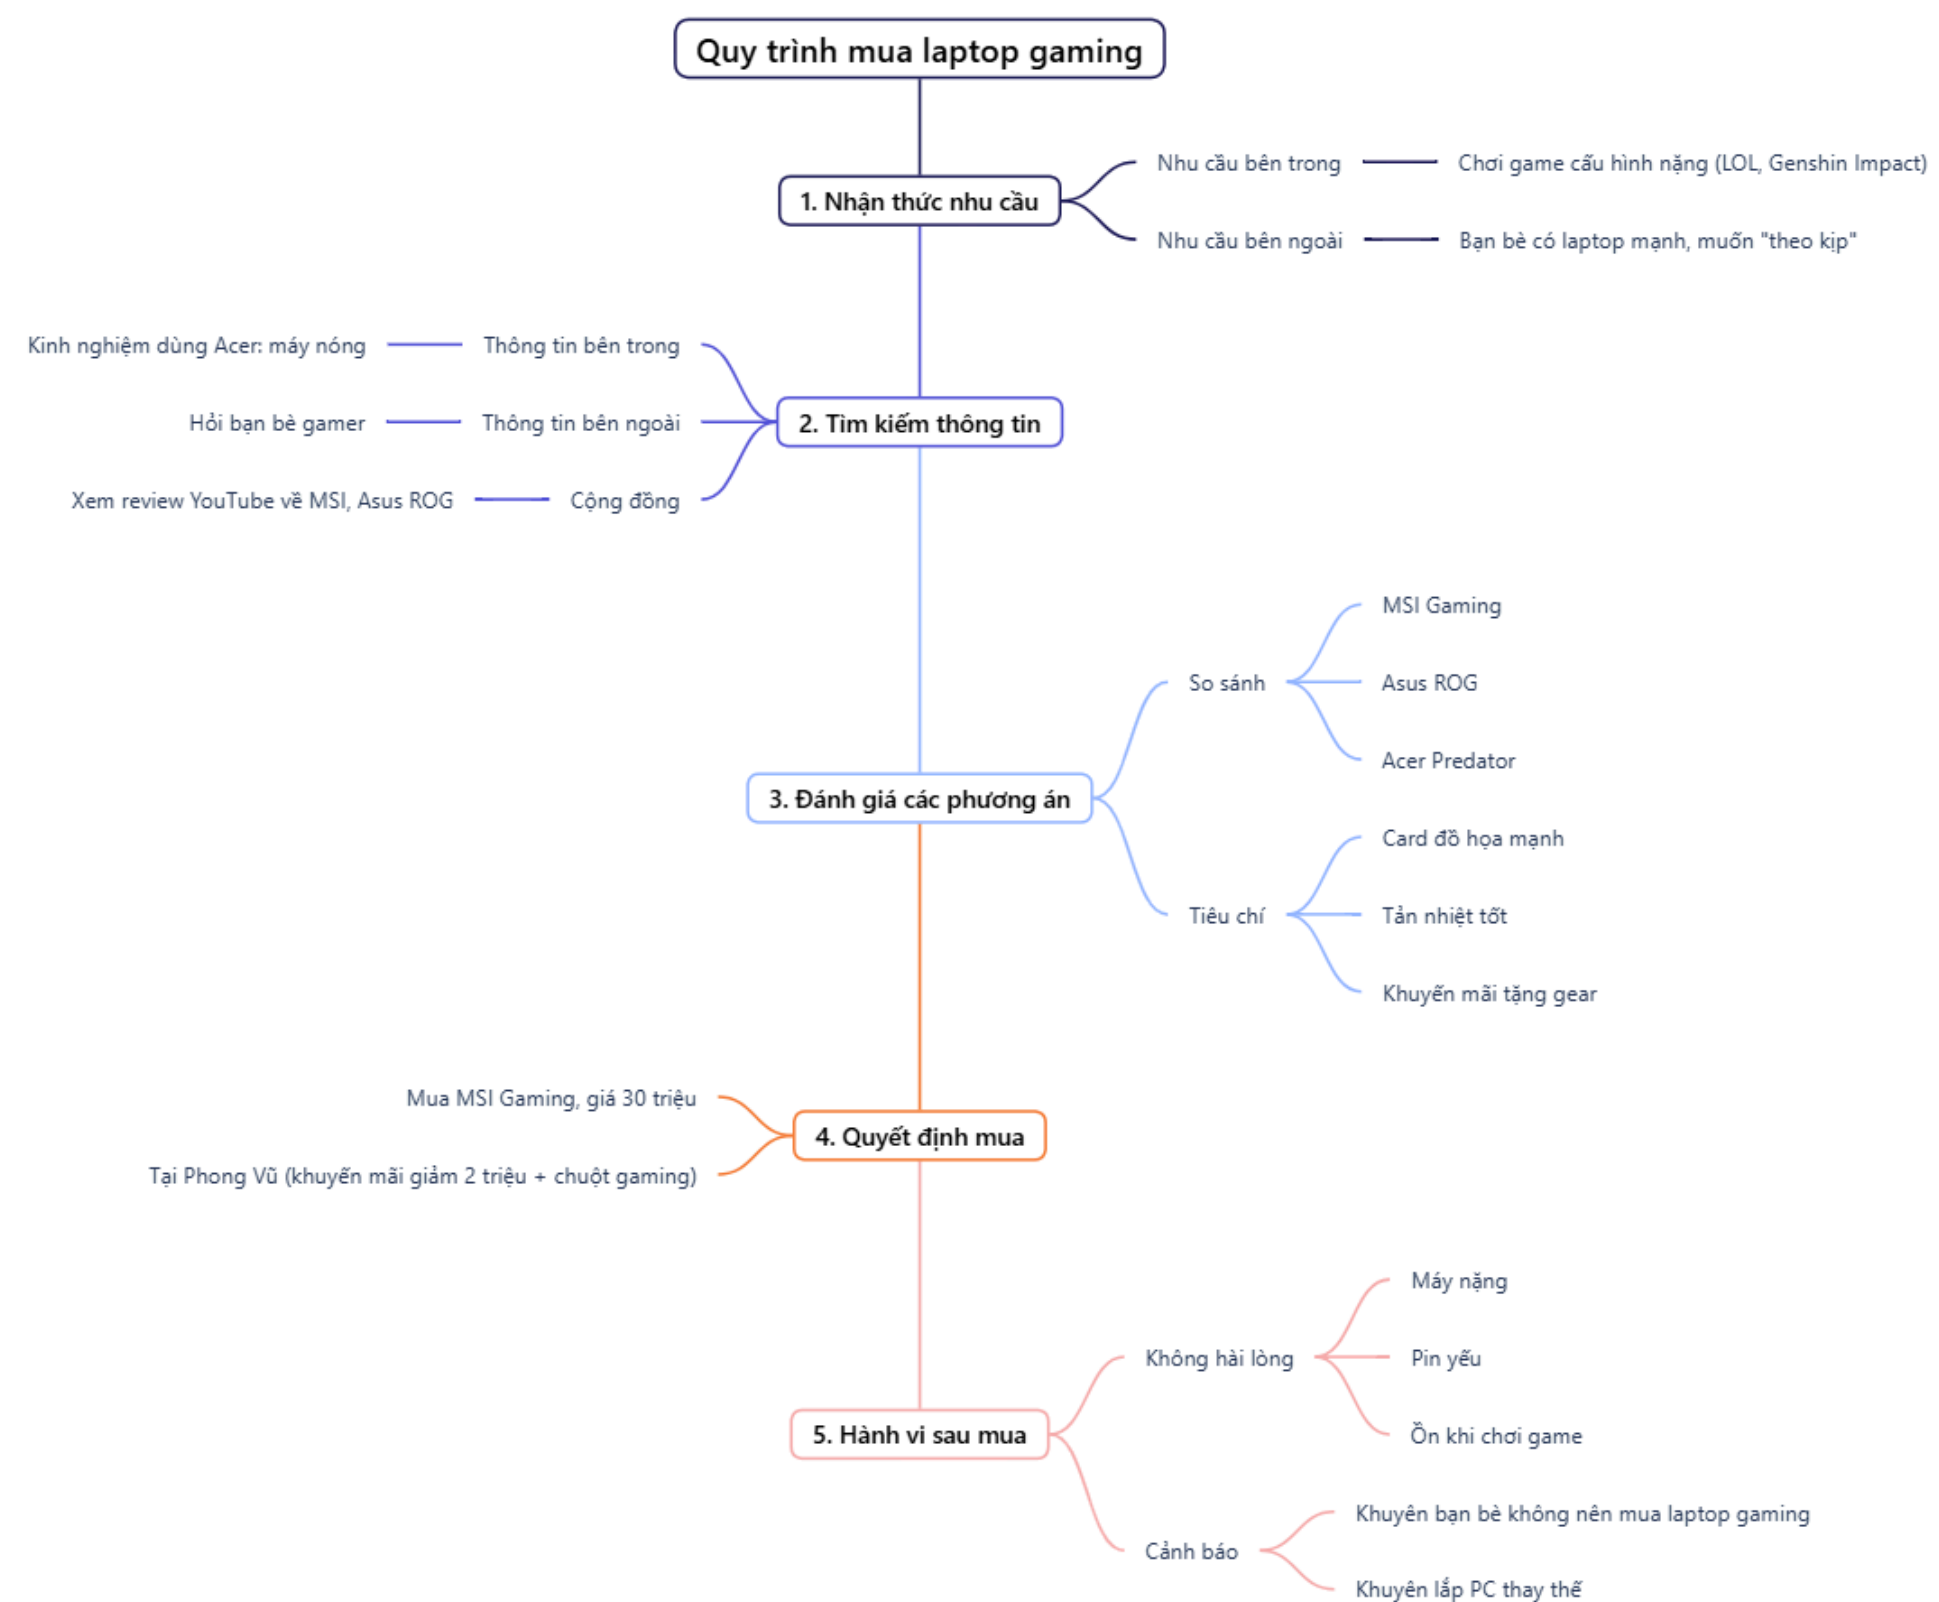 Quy trình mua laptop gaming
1. Nhận thức nhu cầu
Nhu cầu bên trong
Chơi game cấu hình nặng (LOL, Genshin Impact)
Nhu cầu bên ngoài
Bạn bè có laptop mạnh, muốn "theo kịp"
2. Tìm kiếm thông tin
Thông tin bên trong
Kinh nghiệm dùng Acer: máy nóng
Thông tin bên ngoài
Hỏi bạn bè gamer
Cộng đồng
Xem review YouTube về MSI, Asus ROG
3. Đánh giá các phương án
So sánh
MSI Gaming
Asus ROG
Acer Predator
Tiêu chí
Card đồ họa mạnh
Tản nhiệt tốt
Khuyến mãi tặng gear
4. Quyết định mua
Mua MSI Gaming, giá 30 triệu
Tại Phong Vũ (khuyến mãi giảm 2 triệu + chuột gaming)
5. Hành vi sau mua
Không hài lòng
Máy nặng
Pin yếu
Ồn khi chơi game
Cảnh báo
Khuyên bạn bè không nên mua laptop gaming
Khuyên lắp PC thay thế